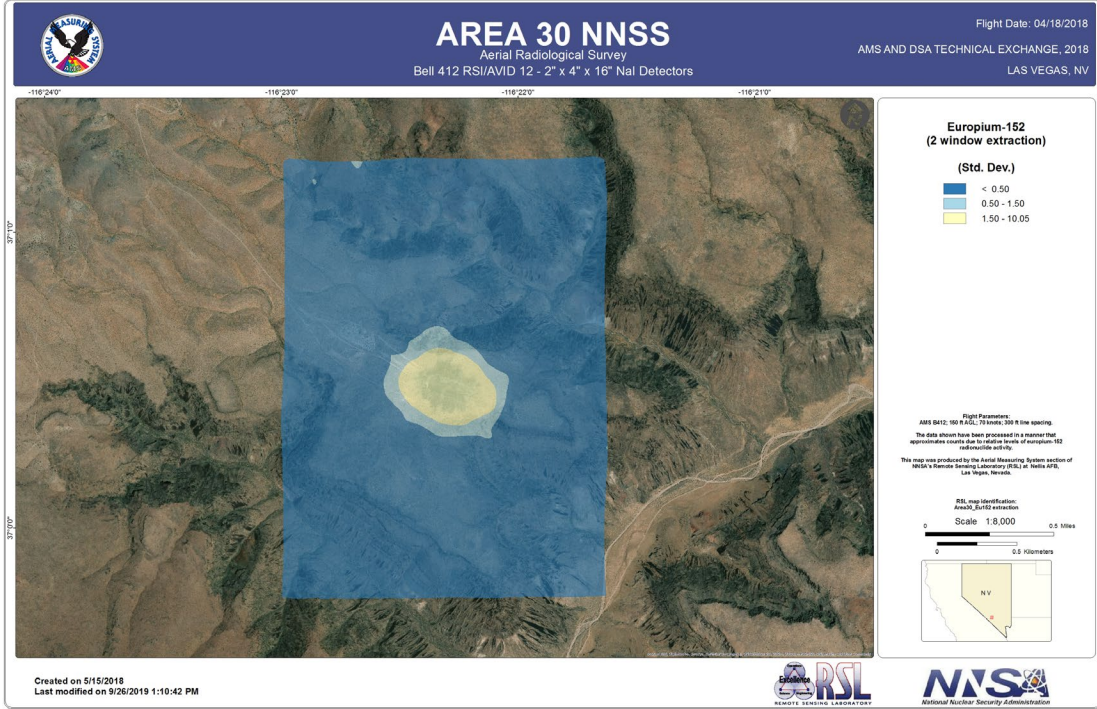 AERIAL MEASURING SYSTEM
AMS
AREA 30 NNSS
Aerial Radiological Survey
Bell 412 RSI/AVID 12 - 2" x 4" x 16" NaI Detectors
Flight Date: 04/18/2018
AMS AND DSA TECHNICAL EXCHANGE, 2018
LAS VEGAS, NV
-116°24'0"
-116°23'0"
-116°22'0"
-116°21'0"
37°1'0"
37°0'0"
Europium-152
(2 window extraction)
(Std. Dev.)
< 0.50
0.50 - 1.50
1.50 - 10.05
Flight Parameters:
AMS B412; 150 ft AGL; 70 knots; 300 ft line spacing.
The data shown have been processed in a manner that
approximates counts due to relative levels of europium-152
radionuclide activity.
This map was produced by the Aerial Measuring System section of
NNSA's Remote Sensing Laboratory (RSL) at Nellis AFB,
Las Vegas, Nevada.
RSL map identification:
Area30_Eu152 extraction
Scale 1:8,000
0 0.5 Miles
0 0.5 Kilometers
NV
Created on 5/15/2018
Last modified on 9/26/2019 1:10:42 PM
Excellence
RSL
REMOTE SENSING LABORATORY
NNSA
National Nuclear Security Administration